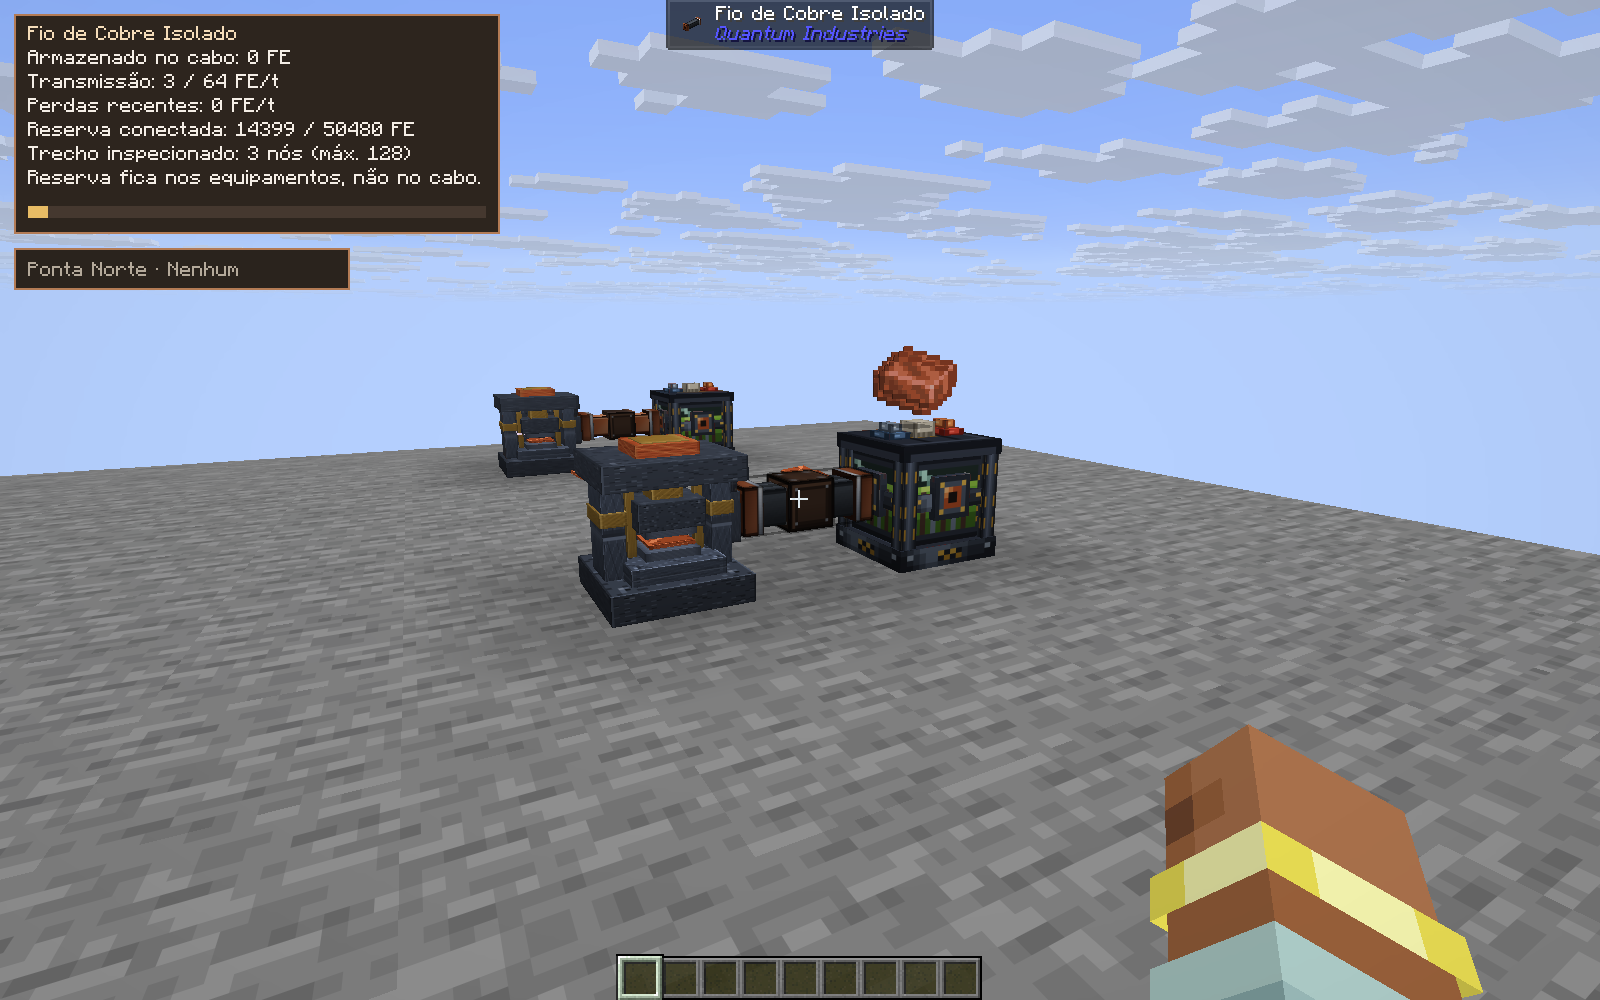 Fio de Cobre Isolado
Quantum Industries
Fio de Cobre Isolado
Armazenado no cabo: 0 FE
Transmissão: 3 / 64 FE/t
Perdas recentes: 0 FE/t
Reserva conectada: 14399 / 50480 FE
Trecho inspecionado: 3 nós (máx. 128)
Reserva fica nos equipamentos, não no cabo.
Ponta Norte · Nenhum